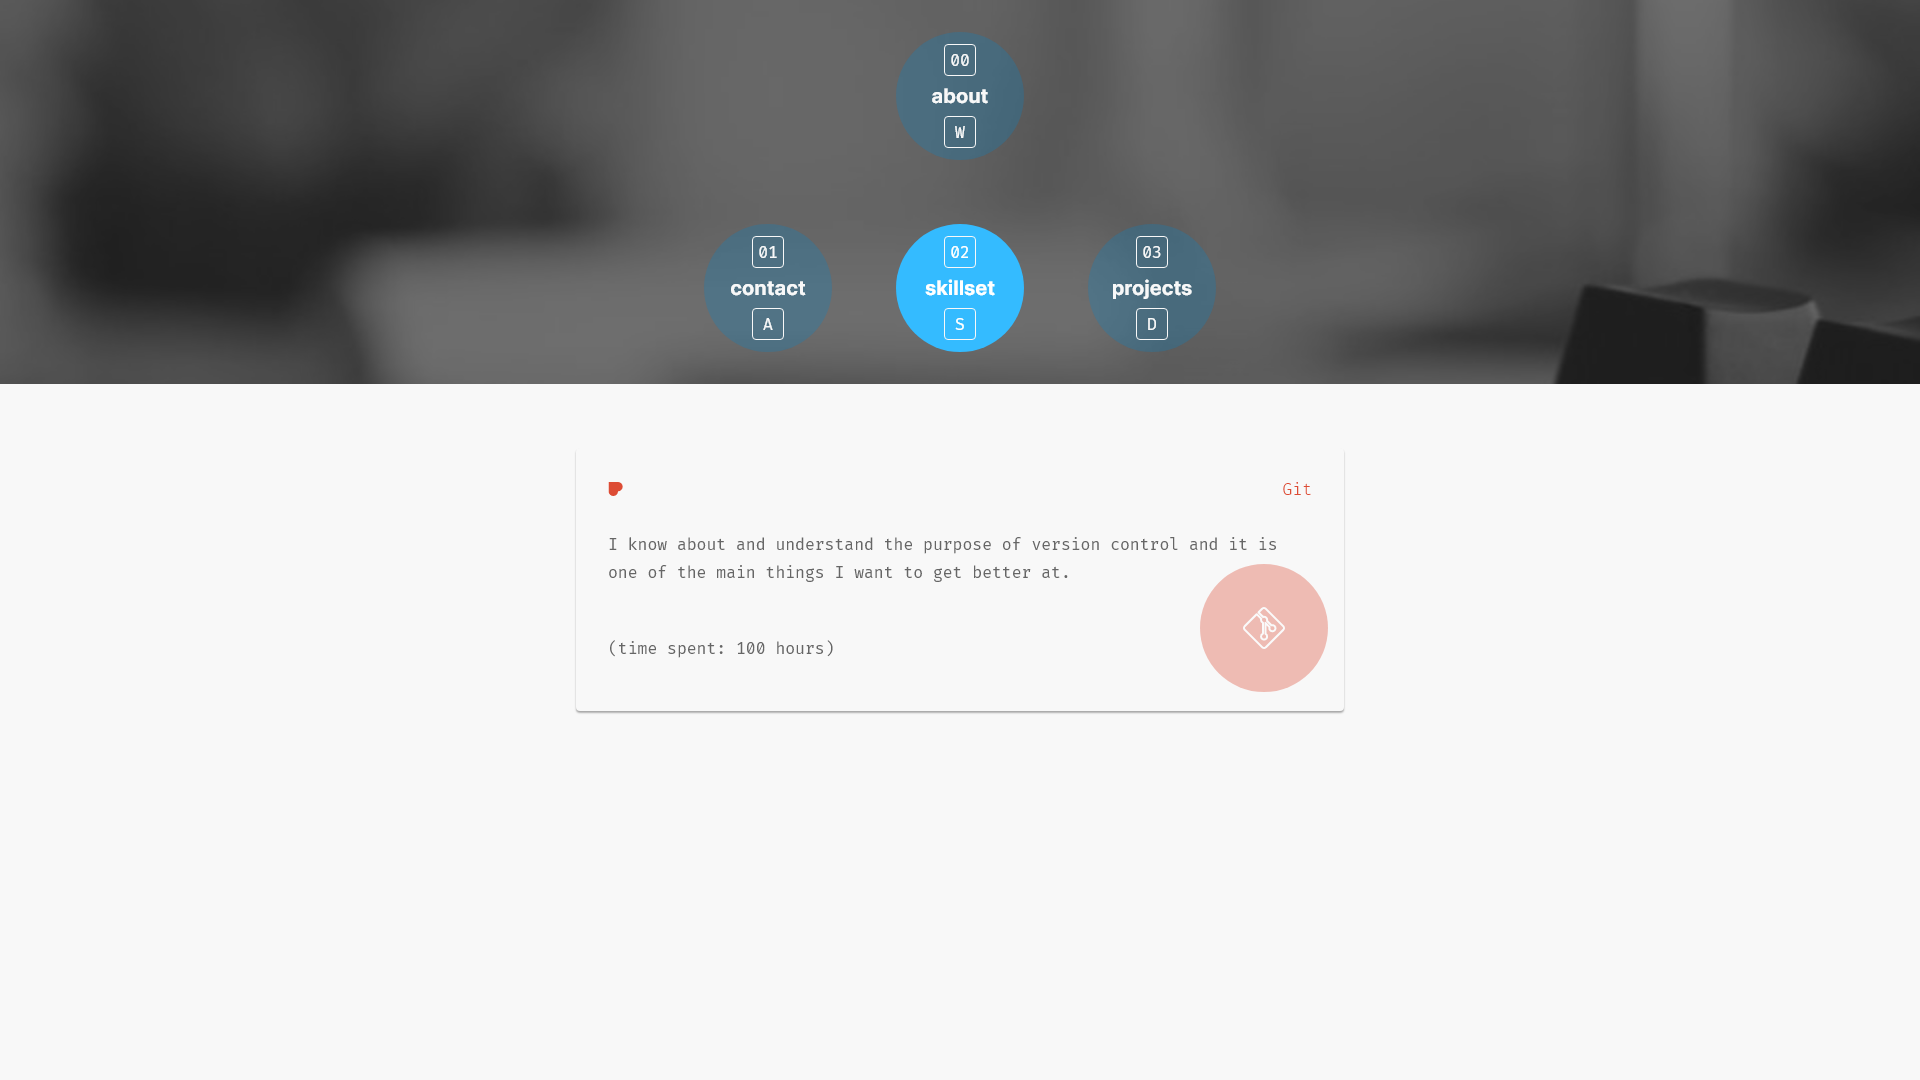 00
about
W
01
contact
A
02
skillset
S
03
projects
D
Git
I know about and understand the purpose of version control and it is
one of the main things I want to get better at.
(time spent: 100 hours)